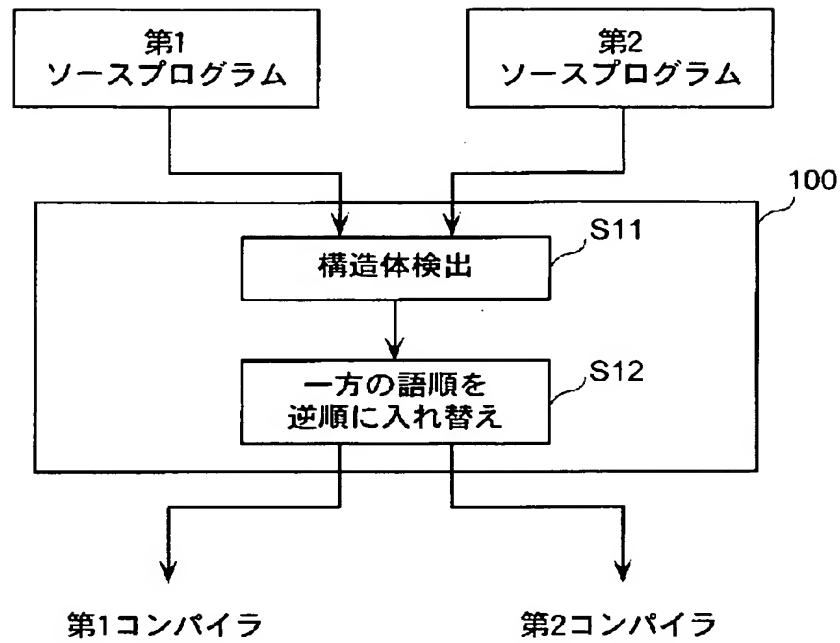 第1
ソースプログラム
第2
ソースプログラム
100
構造体検出
S11
一方の語順を
逆順に入れ替え
S12
第1コンパイラ
第2コンパイラ